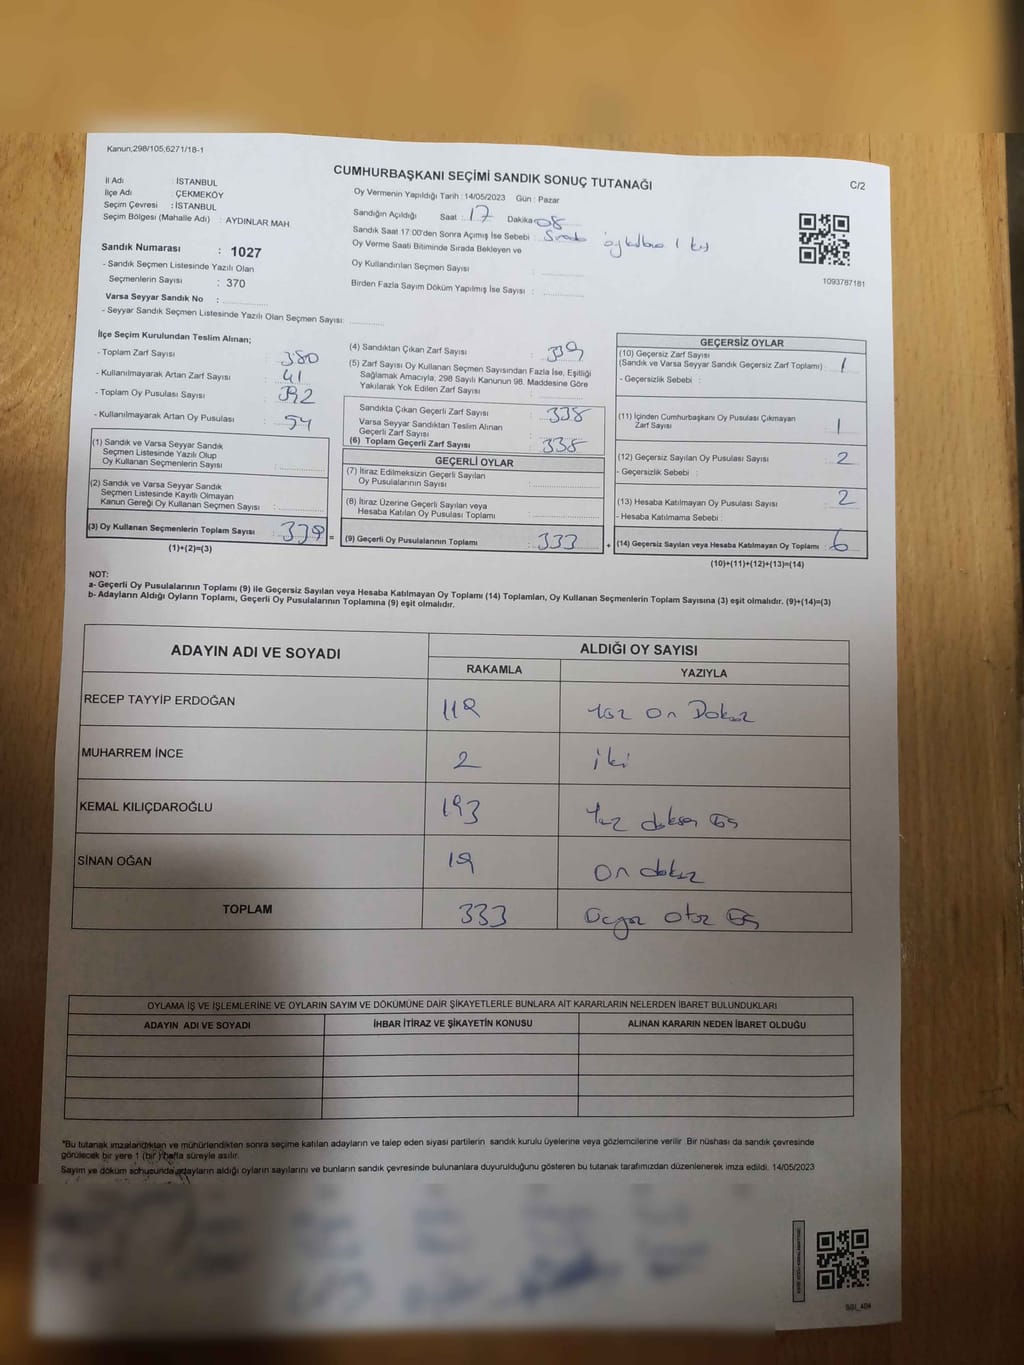 Kanun;298/105,6271/18-1
CUMHURBAŞKANI SEÇİMİ SANDIK SONUÇ TUTANAĞI
C/2
İl Adı : İSTANBUL
İlçe Adı : ÇEKMEKÖY
Seçim Çevresi : İSTANBUL
Seçim Bölgesi (Mahalle Adı) : AYDINLAR MAH.
Sandık Numarası : 1027
- Sandık Seçmen Listesinde Yazılı Olan
Seçmenlerin Sayısı : 370
Varsa Seyyar Sandık No :
- Seyyar Sandık Seçmen Listesinde Yazılı Olan Seçmen Sayısı:
Oy Vermenin Yapıldığı Tarih :14/05/2023 Gün : Pazar
Sandığın Açıldığı Saat : 17 Dakika: 08
Sandık Saat 17:00'den Sonra Açılmış İse Sebebi : Sırada
Oy Verme Saati Bitiminde Sırada Bekleyen ve
Oy Kullandırılan Seçmen Sayısı :
Birden Fazla Sayım Döküm Yapılmış İse Sayısı :
1093787181
İlçe Seçim Kurulundan Teslim Alınan;
- Toplam Zarf Sayısı : 380
- Kullanılmayarak Artan Zarf Sayısı : 41
- Toplam Oy Pusulası Sayısı : 392
- Kullanılmayarak Artan Oy Pusulası : 54
(1) Sandık ve Varsa Seyyar Sandık
Seçmen Listesinde Yazılı Olup
Oy Kullanan Seçmenlerin Sayısı :
(2) Sandık ve Varsa Seyyar Sandık
Seçmen Listesinde Kayıtlı Olmayan
Kanun Gereği Oy Kullanan Seçmen Sayısı :
(3) Oy Kullanan Seçmenlerin Toplam Sayısı : 339 =
(1)+(2)=(3)
(4) Sandıktan Çıkan Zarf Sayısı : 339
(5) Zarf Sayısı Oy Kullanan Seçmen Sayısından Fazla İse, Eşitliği
Sağlamak Amacıyla, 298 Sayılı Kanunun 98. Maddesine Göre
Yakılarak Yok Edilen Zarf Sayısı :
Sandıkta Çıkan Geçerli Zarf Sayısı : 338
Varsa Seyyar Sandıktan Teslim Alınan
Geçerli Zarf Sayısı :
(6) Toplam Geçerli Zarf Sayısı : 338
GEÇERLİ OYLAR
(7) İtiraz Edilmeksizin Geçerli Sayılan
Oy Pusulalarının Sayısı :
(8) İtiraz Üzerine Geçerli Sayılan veya
Hesaba Katılan Oy Pusulası Toplamı :
(9) Geçerli Oy Pusulalarının Toplamı : 333 +
GEÇERSİZ OYLAR
(10) Geçersiz Zarf Sayısı
(Sandık ve Varsa Seyyar Sandık Geçersiz Zarf Toplamı) : 1
- Geçersizlik Sebebi :
(11) İçinden Cumhurbaşkanı Oy Pusulası Çıkmayan
Zarf Sayısı : 1
(12) Geçersiz Sayılan Oy Pusulası Sayısı : 2
- Geçersizlik Sebebi :
(13) Hesaba Katılmayan Oy Pusulası Sayısı : 2
- Hesaba Katılmama Sebebi :
(14) Geçersiz Sayılan veya Hesaba Katılmayan Oy Toplamı : 6
(10)+(11)+(12)+(13)=(14)
NOT:
a- Geçerli Oy Pusulalarının Toplamı (9) ile Geçersiz Sayılan veya Hesaba Katılmayan Oy Toplamı (14) Toplamları, Oy Kullanan Seçmenlerin Toplam Sayısına (3) eşit olmalıdır. (9)+(14)=(3)
b- Adayların Aldığı Oyların Toplamı, Geçerli Oy Pusulalarının Toplamına (9) eşit olmalıdır.
ADAYIN ADI VE SOYADI
ALDIĞI OY SAYISI
RAKAMLA YAZIYLA
RECEP TAYYİP ERDOĞAN 119 Yüz On Dokuz
MUHARREM İNCE 2 iki
KEMAL KILIÇDAROĞLU 193 Yüz doksan üç
SİNAN OĞAN 19 On dokuz
TOPLAM 333 Üçyüz Otuz Üç
OYLAMA İŞ VE İŞLEMLERİNE VE OYLARIN SAYIM VE DÖKÜMÜNE DAİR ŞİKAYETLERLE BUNLARA AİT KARARLARIN NELERDEN İBARET BULUNDUKLARI
ADAYIN ADI VE SOYADI İHBAR İTİRAZ VE ŞİKAYETİN KONUSU ALINAN KARARIN NEDEN İBARET OLDUĞU
"Bu tutanak imzalandıktan ve mühürlendikten sonra seçime katılan adayların ve talep eden siyasi partilerin sandık kurulu üyelerine veya gözlemcilerine verilir. Bir nüshası da sandık çevresinde
görülecek bir yere 1 (bir) hafta süreyle asılır.
Sayım ve döküm sonucunda adayların aldığı oyların sayılarını ve bunların sandık çevresinde bulunanlara duyurulduğunu gösteren bu tutanak tarafımızdan düzenlenerek imza edildi. 14/05/2023